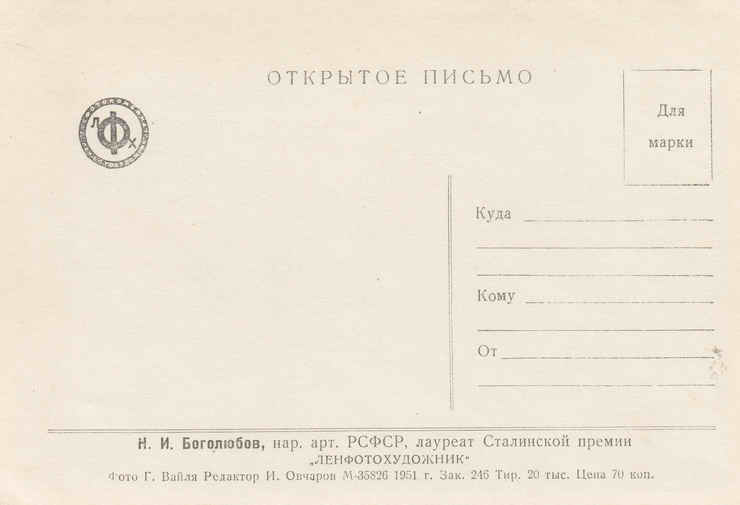 ОТКРЫТОЕ ПИСЬМО
Л Ф Х
Для
марки
Куда
Кому
От
Н. И. Боголюбов, нар. арт. РСФСР, лауреат Сталинской премии
„ЛЕНФОТОХУДОЖНИК“
Фото Г. Вайля Редактор И. Овчаров М-35826 1951 г. Зак. 246 Тир. 20 тыс. Цена 70 коп.